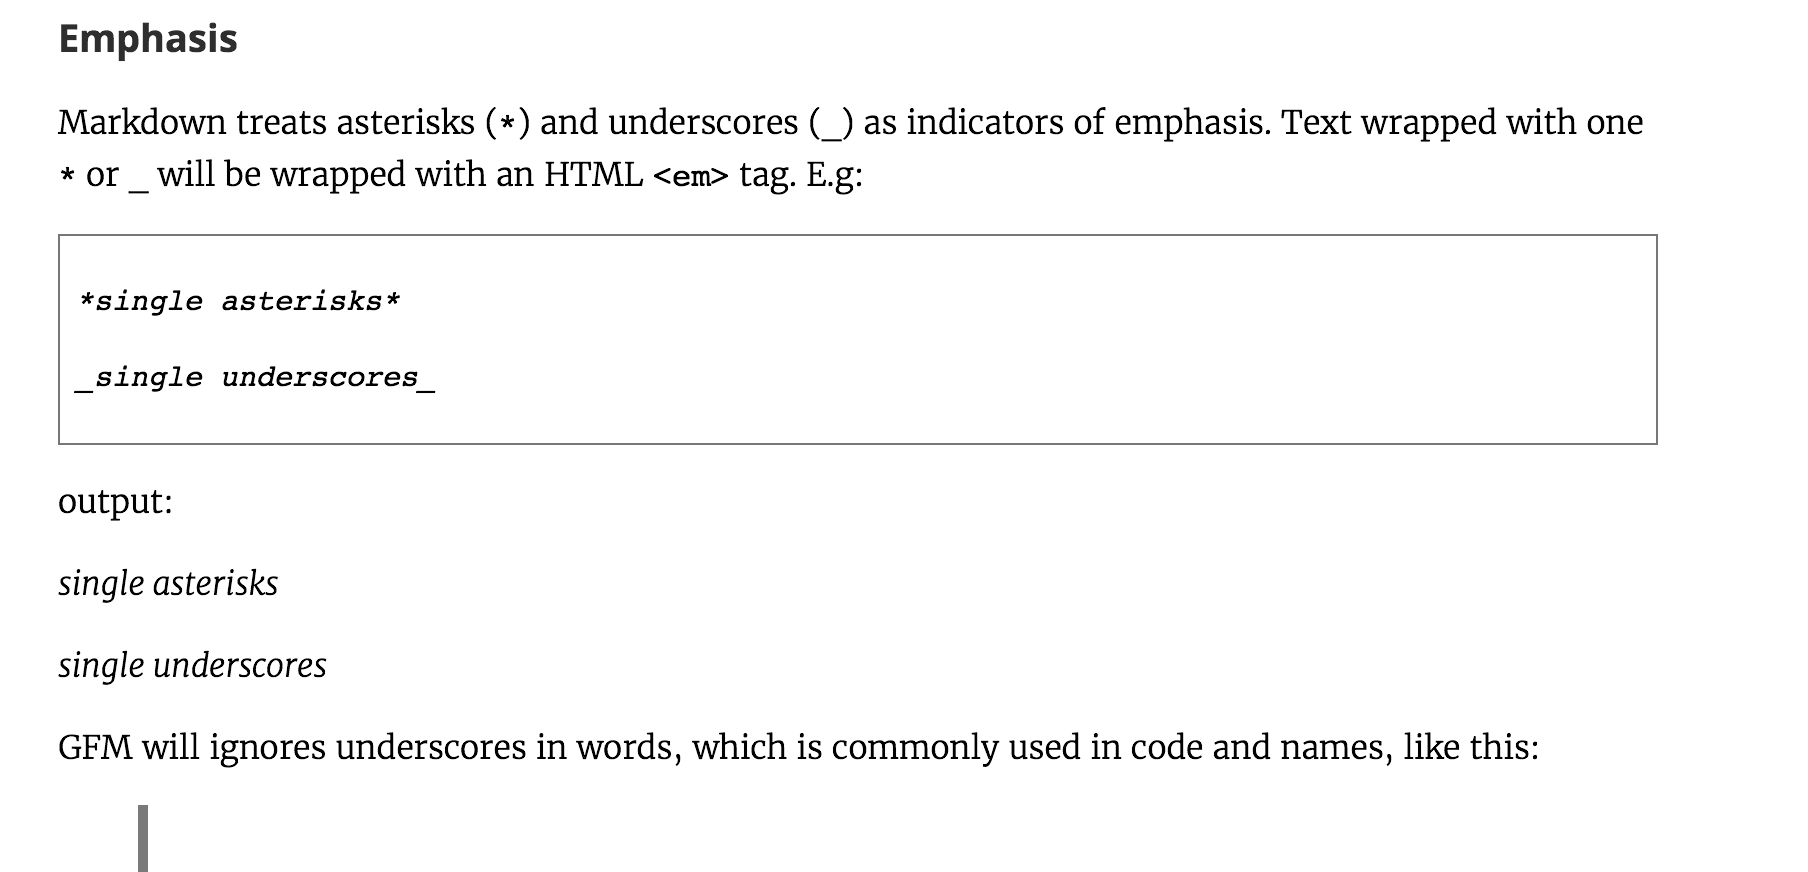 Emphasis
Markdown treats asterisks (*) and underscores (_) as indicators of emphasis. Text wrapped with one
* or _ will be wrapped with an HTML <em> tag. E.g:
*single asterisks*
_single underscores_
output:
single asterisks
single underscores
GFM will ignores underscores in words, which is commonly used in code and names, like this: